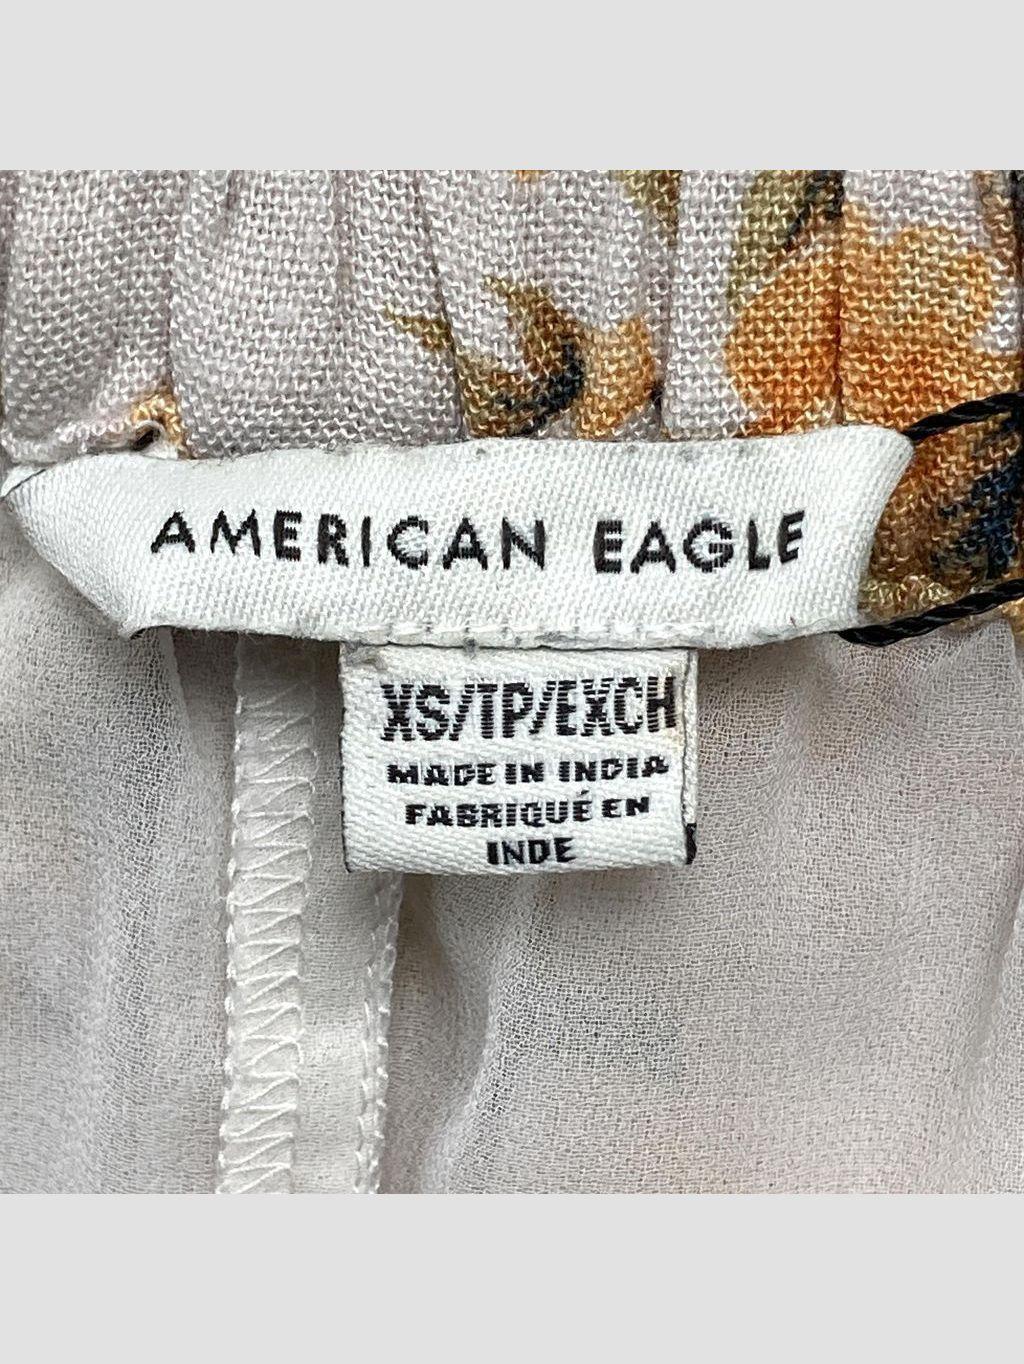 AMERICAN EAGLE
XS/TP/EXCH
MADE IN INDIA
FABRIQUÉ EN
INDE